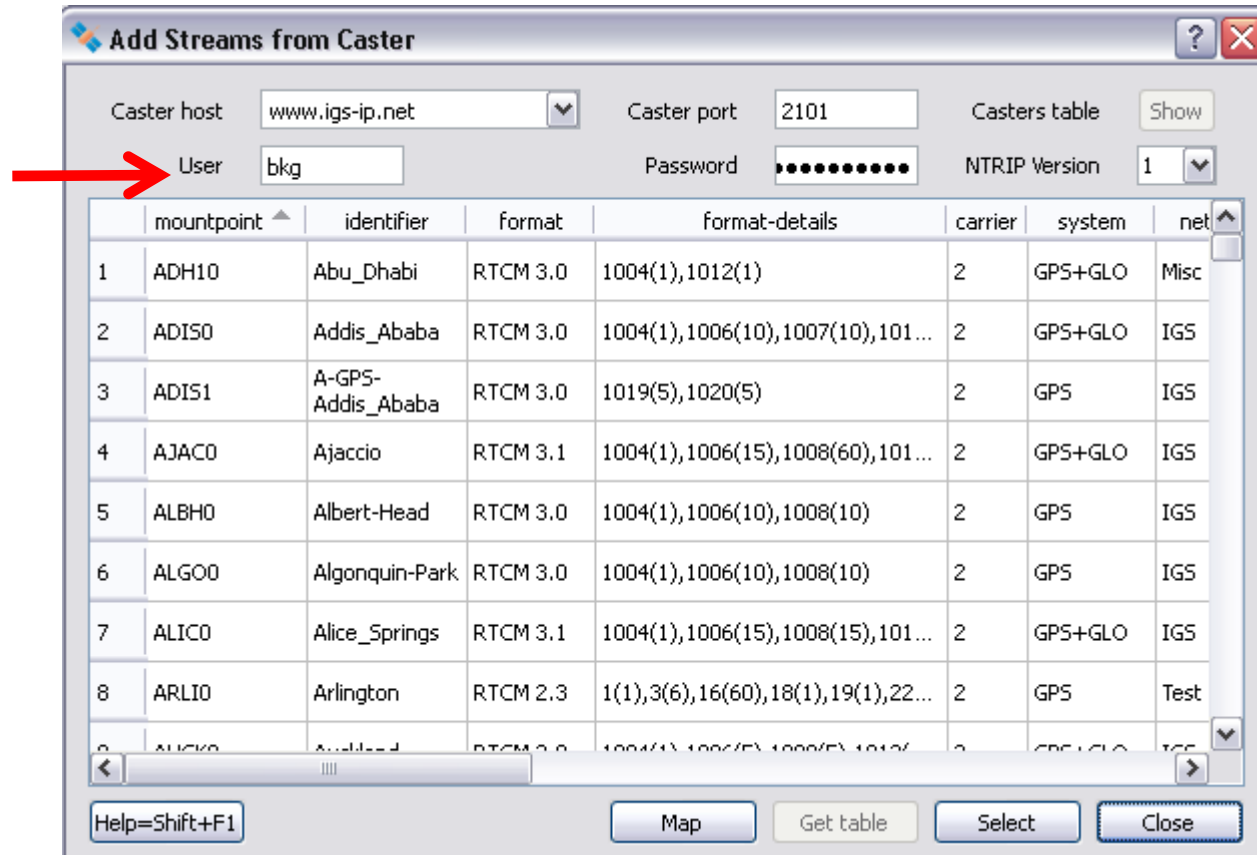 Add Streams from Caster
Caster host www.igs-ip.net Caster port 2101 Casters table Show
User bkg Password NTRIP Version 1
mountpoint identifier format format-details carrier system net
1 ADH10 Abu_Dhabi RTCM 3.0 1004(1),1012(1) 2 GPS+GLO Misc
2 ADIS0 Addis_Ababa RTCM 3.0 1004(1),1006(10),1007(10),101... 2 GPS+GLO IGS
3 ADIS1 A-GPS-
Addis_Ababa RTCM 3.0 1019(5),1020(5) 2 GPS IGS
4 AJAC0 Ajaccio RTCM 3.1 1004(1),1006(15),1008(60),101... 2 GPS+GLO IGS
5 ALBH0 Albert-Head RTCM 3.0 1004(1),1006(10),1008(10) 2 GPS IGS
6 ALGO0 Algonquin-Park RTCM 3.0 1004(1),1006(10),1008(10) 2 GPS IGS
7 ALIC0 Alice_Springs RTCM 3.1 1004(1),1006(15),1008(15),101... 2 GPS+GLO IGS
8 ARLI0 Arlington RTCM 2.3 1(1),3(6),16(60),18(1),19(1),22... 2 GPS Test
Help=Shift+F1 Map Get table Select Close